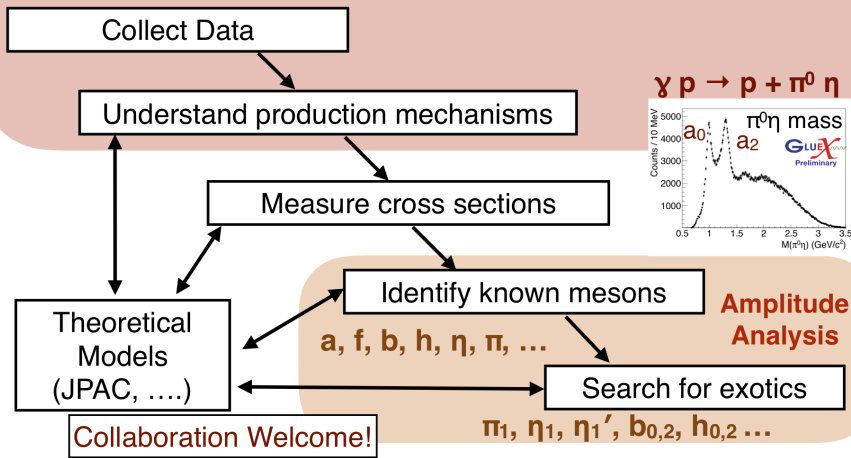 Collect Data
Understand production mechanisms
γ p → p + π⁰ η
π⁰η mass
a₀
a₂
GLUEX
Preliminary
Counts / 10 MeV
5000
4000
3000
2000
1000
0.5 1 1.5 2 2.5 3 3.5
M(π⁰η) (GeV/c²)
Measure cross sections
Identify known mesons
a, f, b, h, η, π, …
Amplitude
Analysis
Theoretical
Models
(JPAC, ….)
Search for exotics
π₁, η₁, η₁′, b₀,₂, h₀,₂ …
Collaboration Welcome!